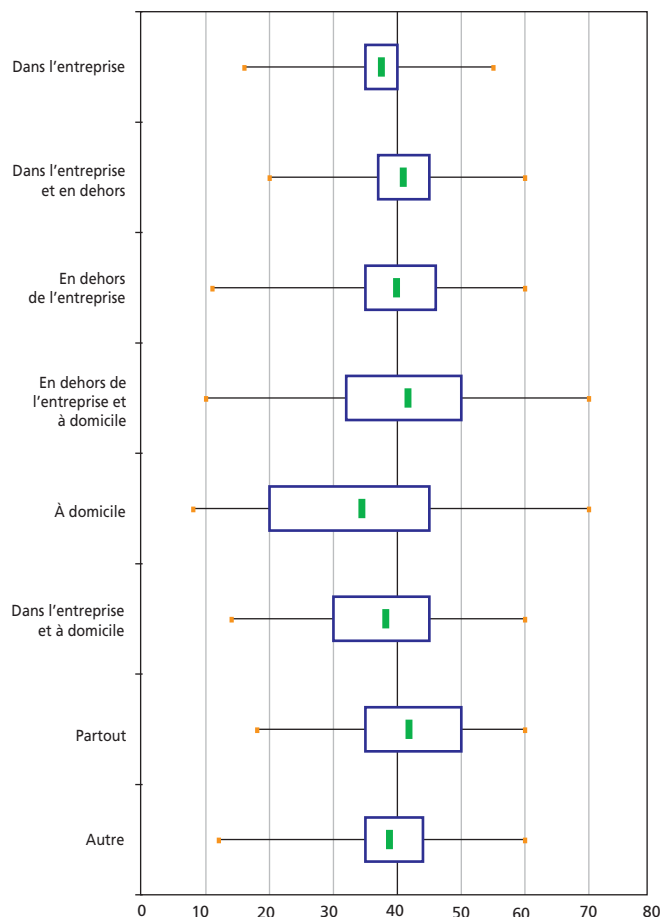 Dans l'entreprise
Dans l'entreprise
et en dehors
En dehors
de l'entreprise
En dehors de
l'entreprise et
à domicile
À domicile
Dans l'entreprise
et à domicile
Partout
Autre
0 10 20 30 40 50 60 70 80